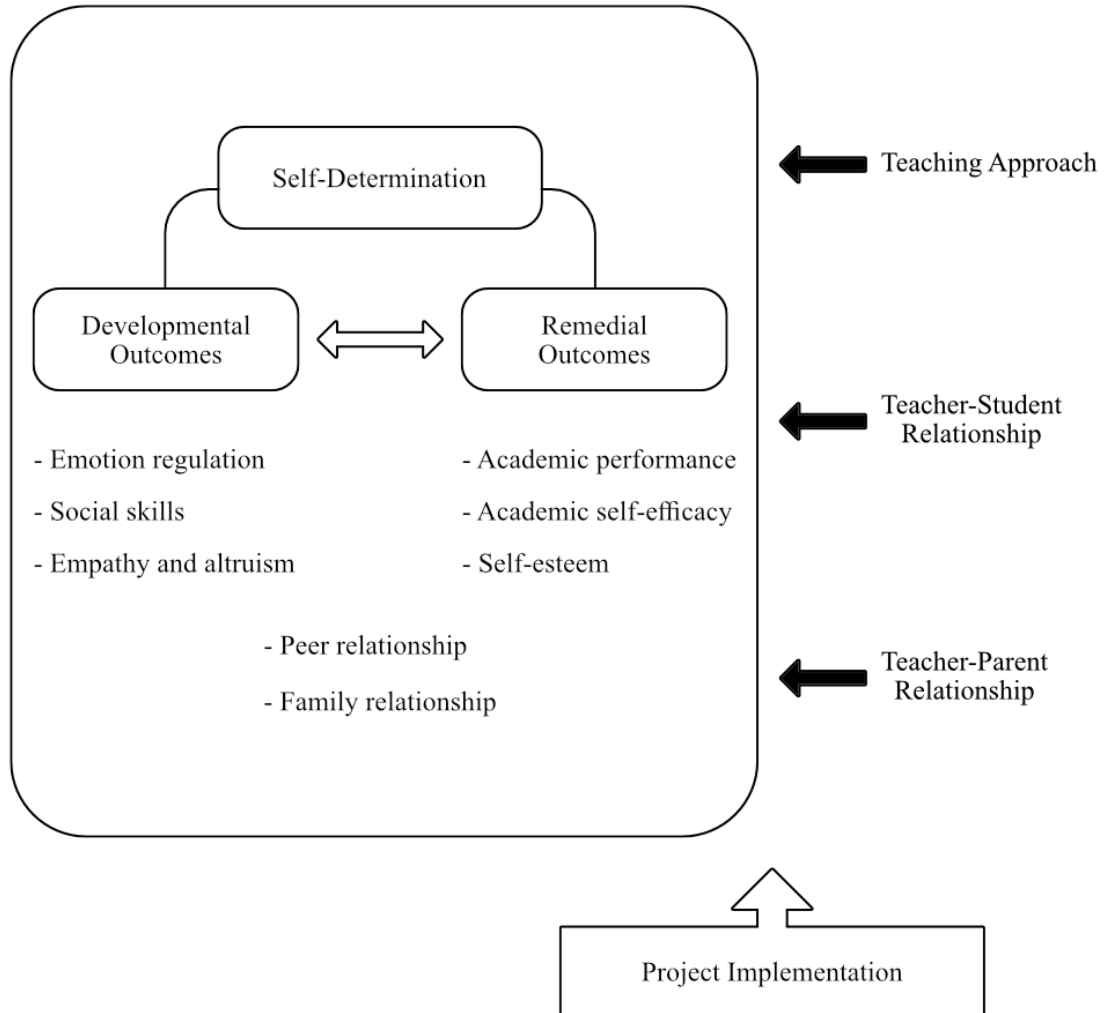 Self-Determination
Teaching Approach
Developmental
Outcomes
Remedial
Outcomes
Teacher-Student
Relationship
- Emotion regulation
- Social skills
- Empathy and altruism
- Academic performance
- Academic self-efficacy
- Self-esteem
- Peer relationship
- Family relationship
Teacher-Parent
Relationship
Project Implementation